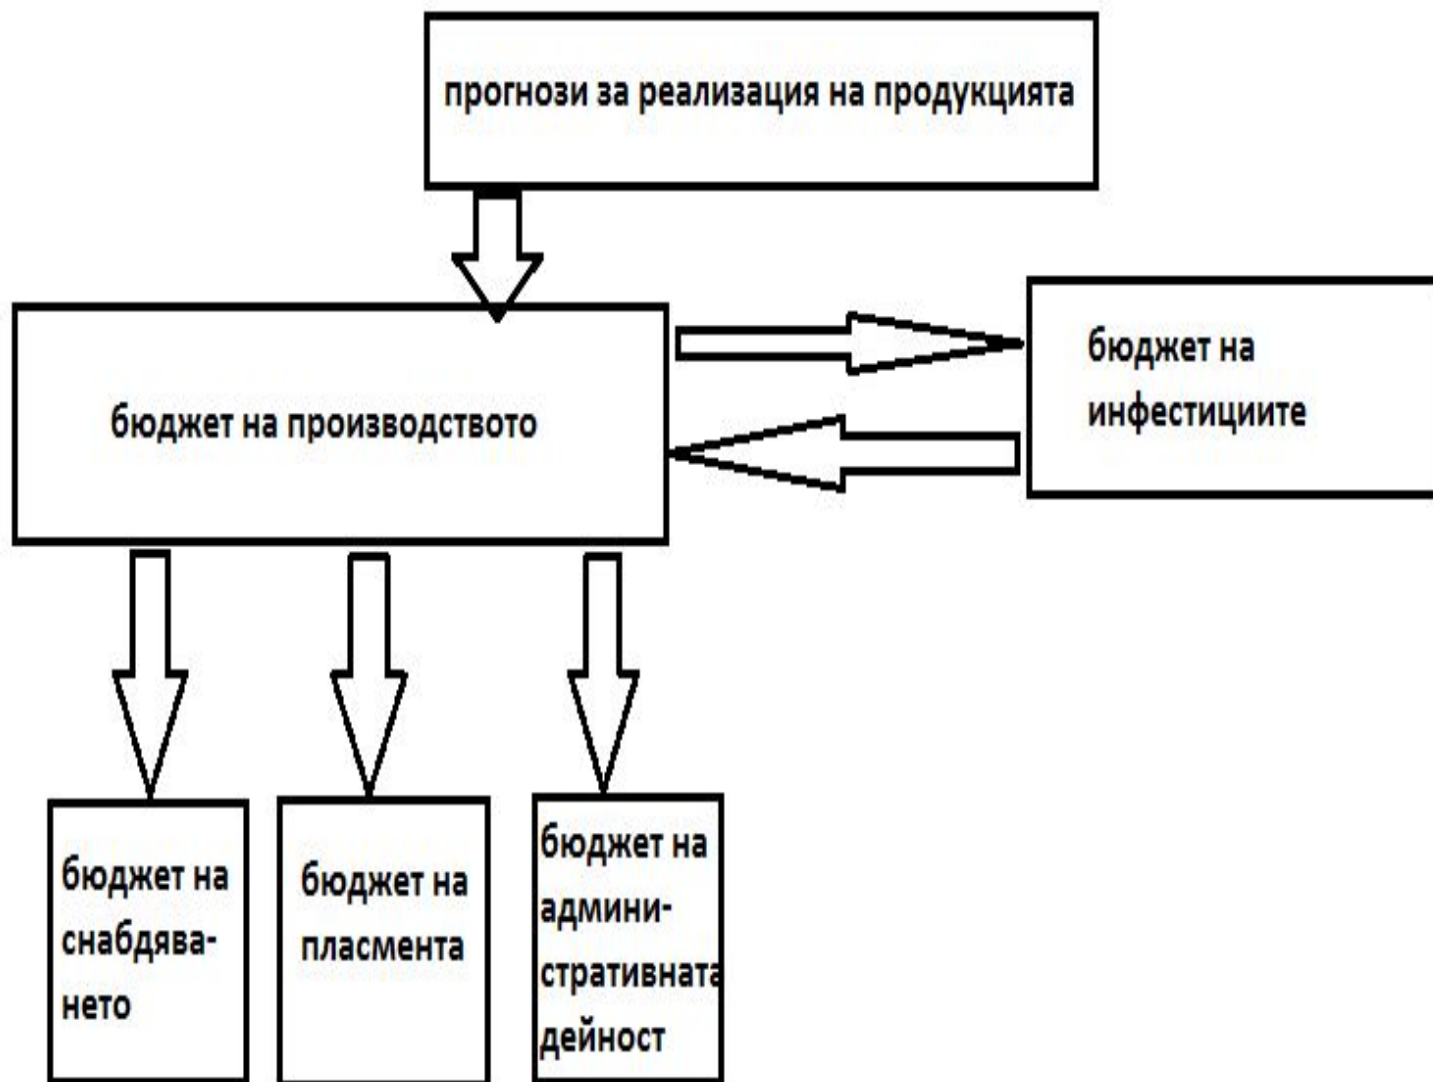 прогнози за реализация на продукцията
бюджет на производството
бюджет на
инфестициите
бюджет на
снабдява-
нето
бюджет на
пласмента
бюджет на
админи-
стративната
дейност